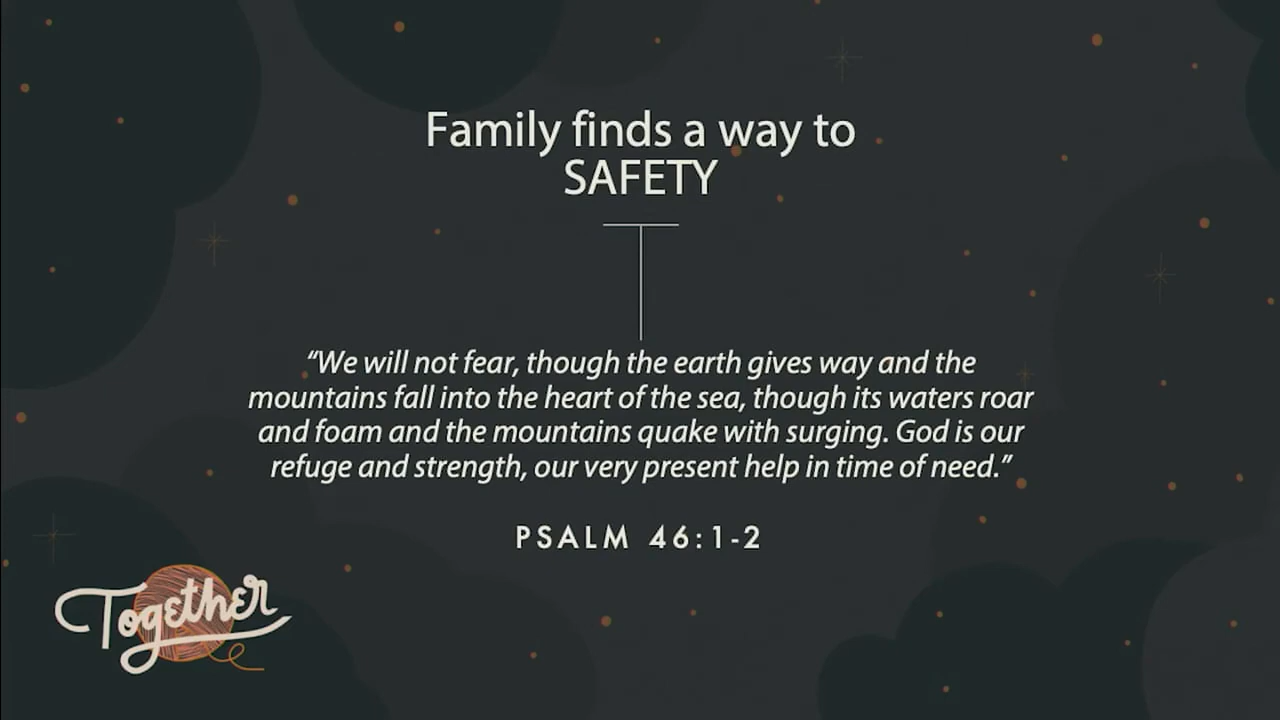 Family finds a way to
SAFETY
“We will not fear, though the earth gives way and the
mountains fall into the heart of the sea, though its waters roar
and foam and the mountains quake with surging. God is our
refuge and strength, our very present help in time of need.”
PSALM 46:1-2
Together